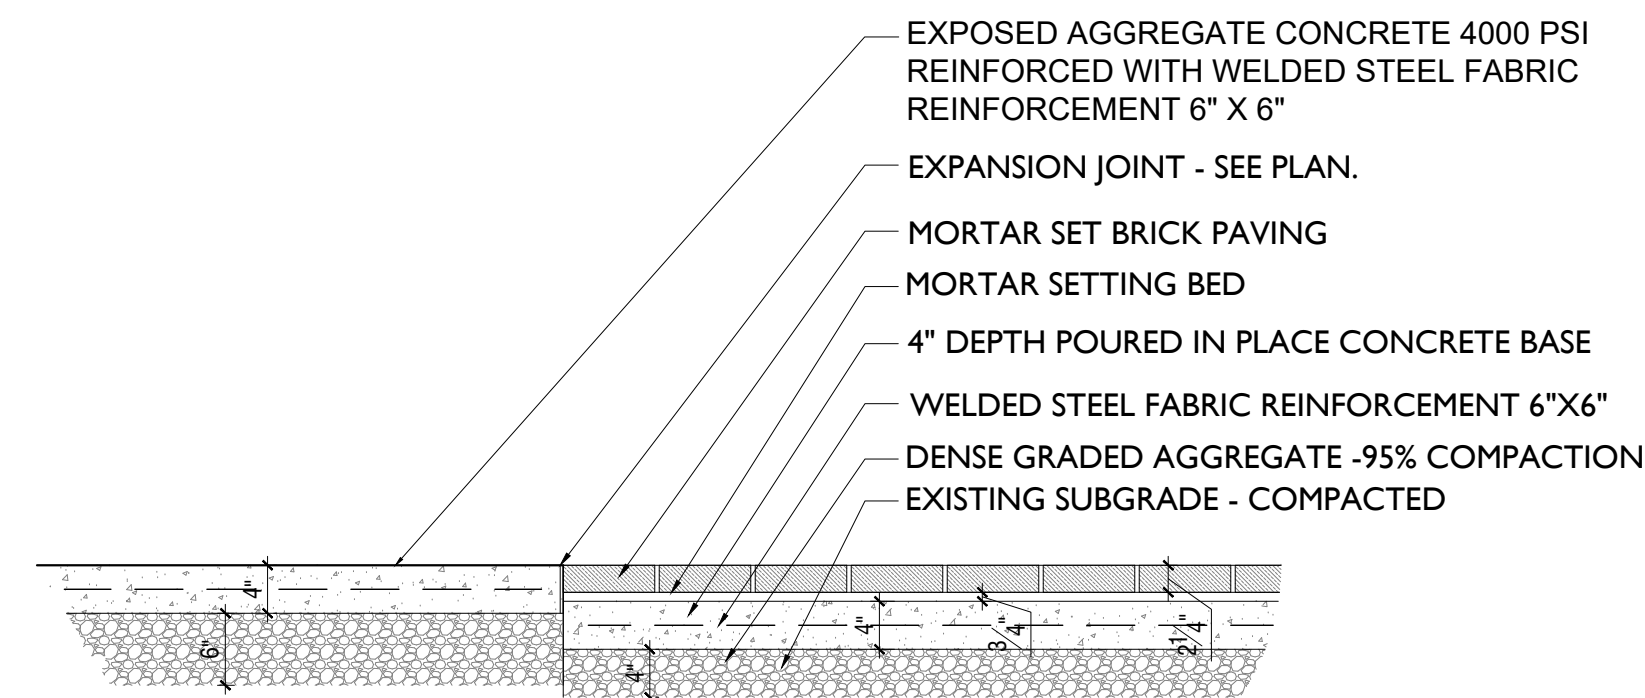 EXPOSED AGGREGATE CONCRETE 4000 PSI
REINFORCED WITH WELDED STEEL FABRIC
REINFORCEMENT 6" X 6"
EXPANSION JOINT - SEE PLAN.
MORTAR SET BRICK PAVING
MORTAR SETTING BED
4" DEPTH POURED IN PLACE CONCRETE BASE
WELDED STEEL FABRIC REINFORCEMENT 6"X6"
DENSE GRADED AGGREGATE -95% COMPACTION
EXISTING SUBGRADE - COMPACTED
4"
6"
4"
4"
3/4"
2 1/4"